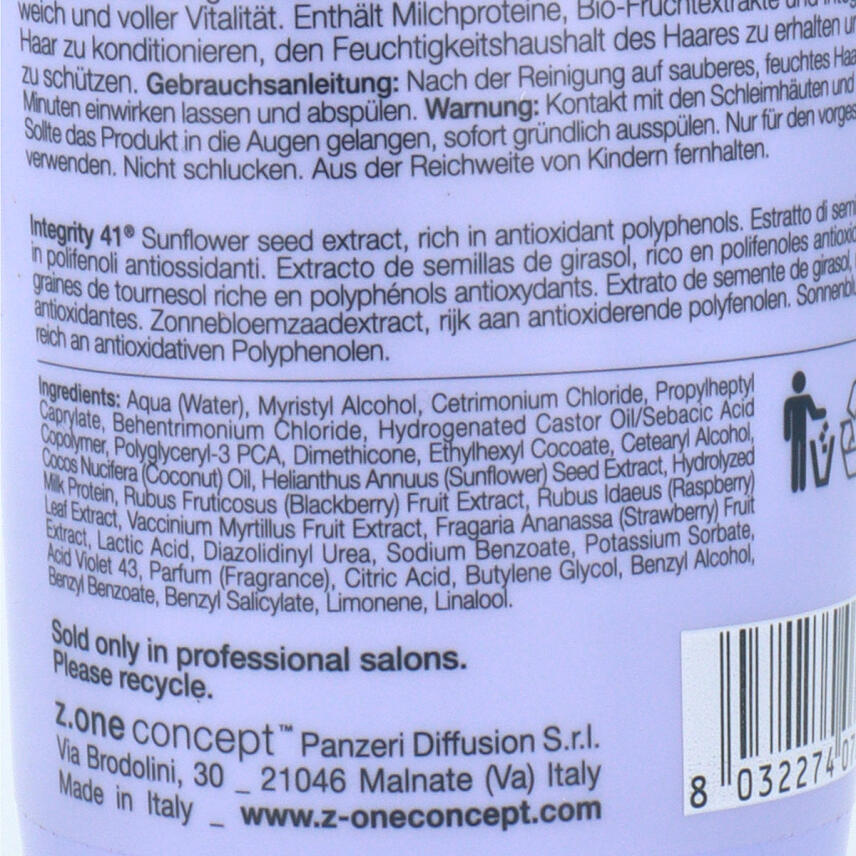 weich und voller Vitalität. Enthält Milchproteine, Bio-Fruchtextrakte und
Haar zu konditionieren, den Feuchtigkeitshaushalt des Haares zu erhalten
zu schützen. Gebrauchsanleitung: Nach der Reinigung auf sauberes, feuchtes
Minuten einwirken lassen und abspülen. Warnung: Kontakt mit den Schleimhäuten und
Sollte das Produkt in die Augen gelangen, sofort gründlich ausspülen. Nur für den
verwenden. Nicht schlucken. Aus der Reichweite von Kindern fernhalten.
Integrity 41® Sunflower seed extract, rich in antioxidant polyphenols. Estratto di
in polifenoli antiossidanti. Extracto de semillas de girasol, rico en polifenoles
graines de tournesol riche en polyphénols antioxydants. Extrato de semente de girasol,
antioxidantes. Zonnebloemzaadextract, rijk aan antioxiderende polyfenolen.
reich an antioxidativen Polyphenolen.
Ingredients: Aqua (Water), Myristyl Alcohol, Cetrimonium Chloride, Propylheptyl
Caprylate, Behentrimonium Chloride, Hydrogenated Castor Oil/Sebacic Acid
Copolymer, Polyglyceryl-3 PCA, Dimethicone, Ethylhexyl Cocoate, Cetearyl Alcohol,
Cocos Nucifera (Coconut) Oil, Helianthus Annuus (Sunflower) Seed Extract, Hydrolyzed
Milk Protein, Rubus Fruticosus (Blackberry) Fruit Extract, Rubus Idaeus (Raspberry)
Leaf Extract, Vaccinium Myrtillus Fruit Extract, Fragaria Ananassa (Strawberry) Fruit
Extract, Lactic Acid, Diazolidinyl Urea, Sodium Benzoate, Potassium Sorbate,
Acid Violet 43, Parfum (Fragrance), Citric Acid, Butylene Glycol, Benzyl Alcohol,
Benzyl Benzoate, Benzyl Salicylate, Limonene, Linalool.
Sold only in professional salons.
Please recycle.
z.one concept™ Panzeri Diffusion S.r.l.
Via Brodolini, 30 _ 21046 Malnate (Va) Italy
Made in Italy _ www.z-oneconcept.com
8 032274 07